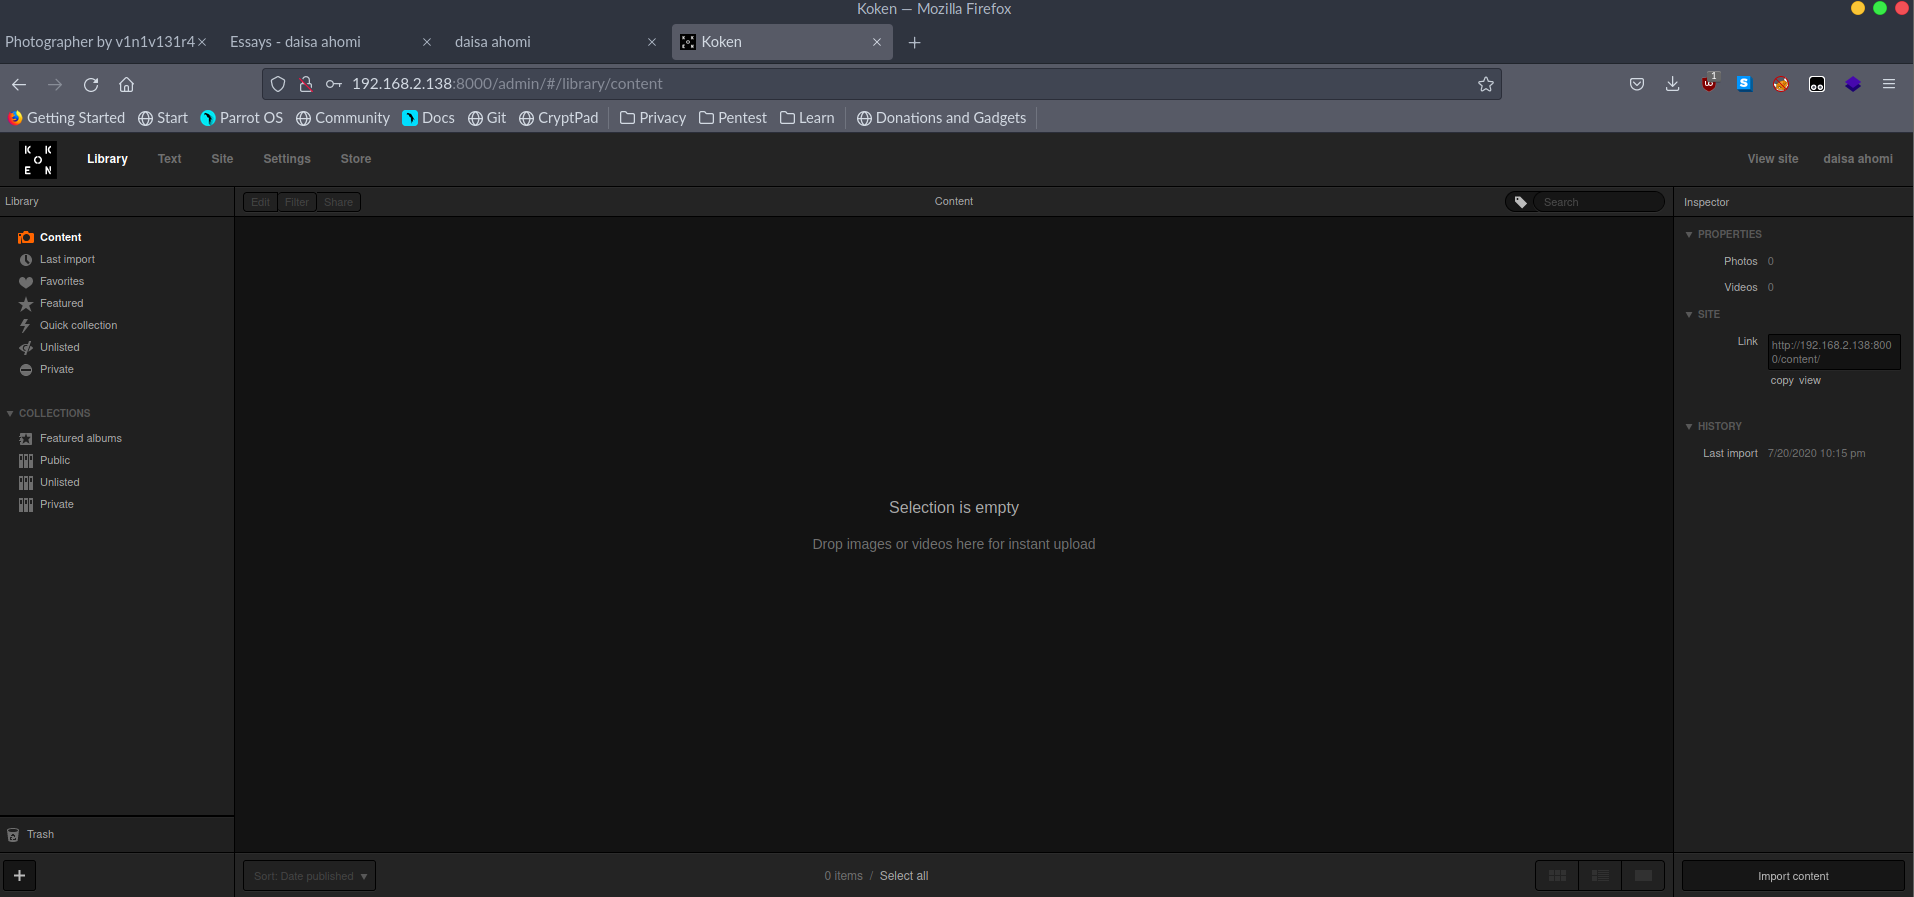 Koken — Mozilla Firefox
Photographer by v1n1v131r4
Essays - daisa ahomi
daisa ahomi
Koken
192.168.2.138:8000/admin/#/library/content
1
Getting Started Start Parrot OS Community Docs Git CryptPad Privacy Pentest Learn Donations and Gadgets
K K O E N
Library Text Site Settings Store View site daisa ahomi
Library
Edit Filter Share
Content
Search
Inspector
Content
Last import
Favorites
Featured
Quick collection
Unlisted
Private
COLLECTIONS
Featured albums
Public
Unlisted
Private
Trash
Selection is empty
Drop images or videos here for instant upload
Sort: Date published
0 items / Select all
PROPERTIES
Photos 0
Videos 0
SITE
Link http://192.168.2.138:800
0/content/
copy view
HISTORY
Last import 7/20/2020 10:15 pm
Import content